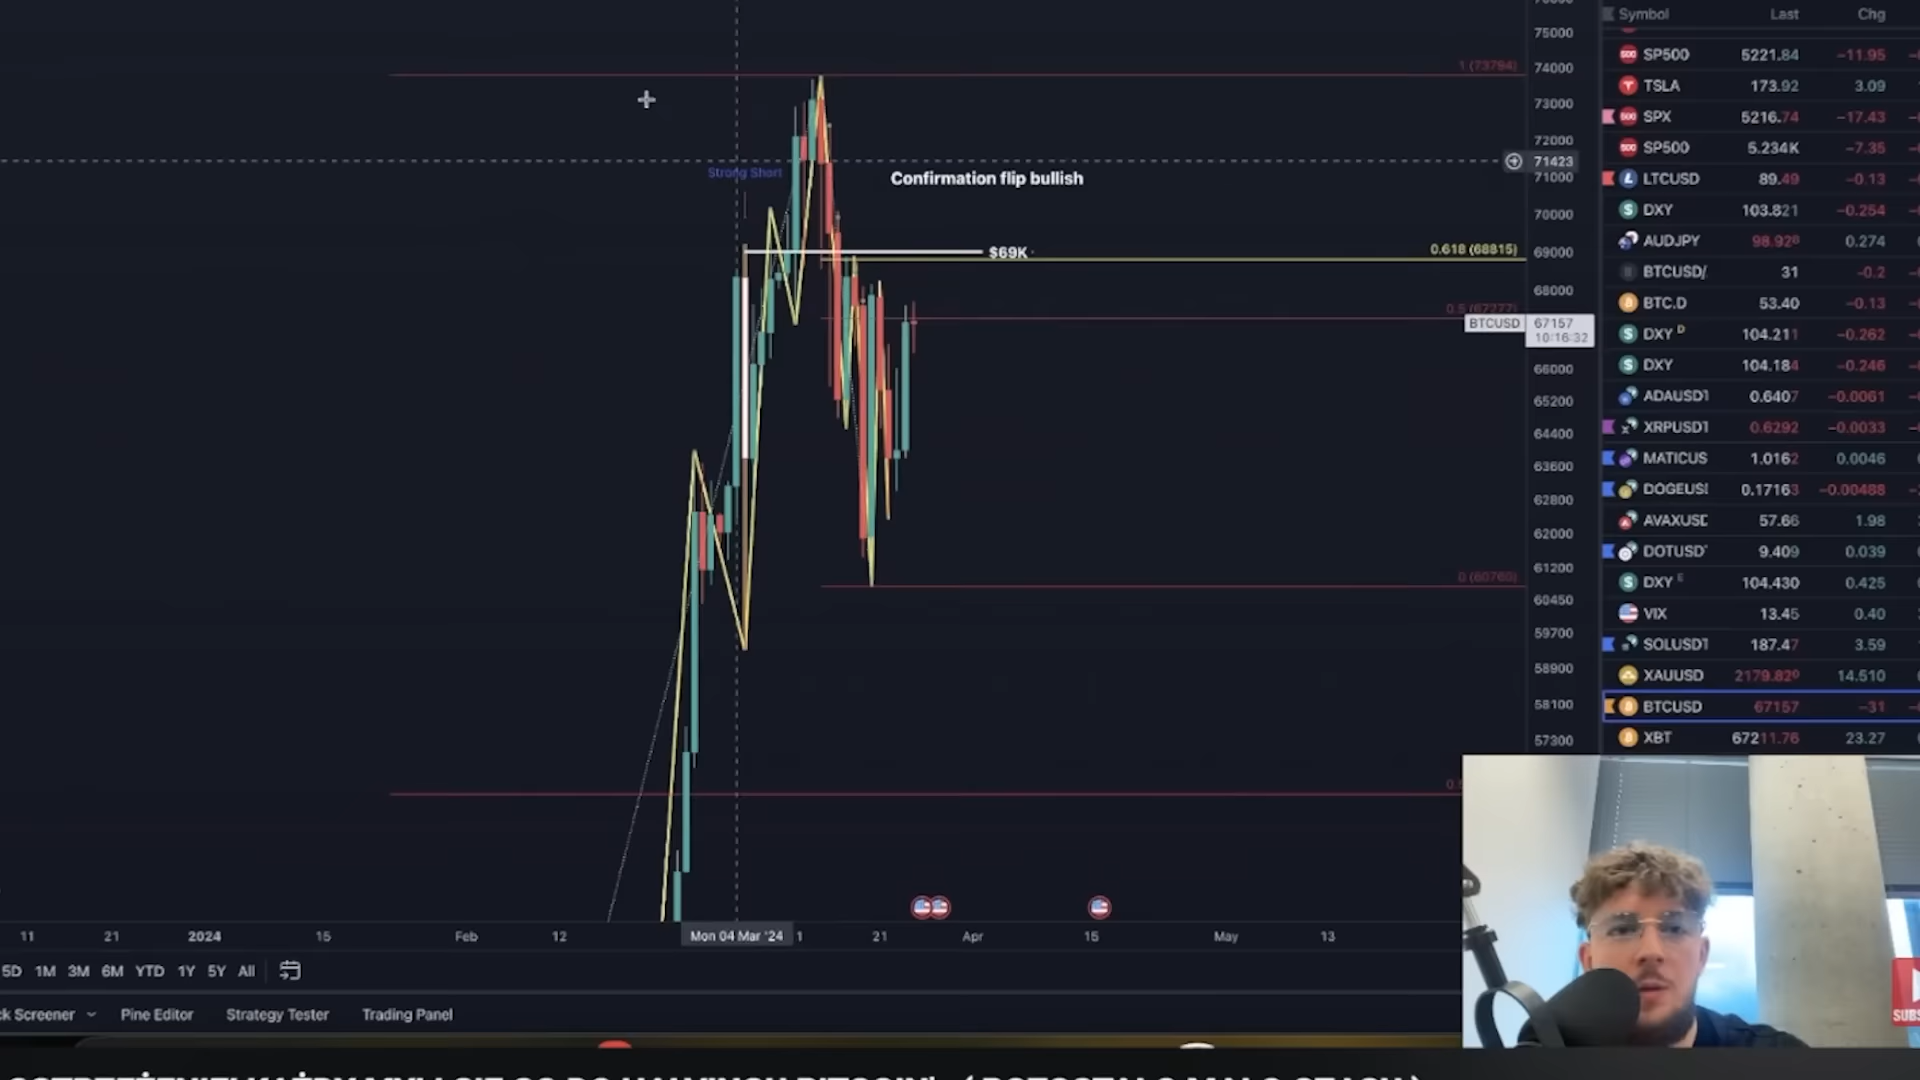 Symbol Last Chg
75000
SP500 5221.84 −11.95
1 (73794) 74000
TSLA 173.92 3.09
73000
SPX 5216.74 −17.43
72000
SP500 5.234K −7.35
71423
Strong Short
Confirmation flip bullish
71000
LTCUSD 89.49 −0.13
70000
DXY 103.821 −0.254
AUDJPY 98.928 0.274
$69K
0.618 (68815) 69000
BTCUSD/ 31 −0.2
68000
BTC.D 53.40 −0.13
0.5 (67277)
BTCUSD 67157
10:16:32
DXY D 104.211 −0.262
66000
DXY 104.184 −0.246
65200
ADAUSDT 0.6407 −0.0061
64400
XRPUSDT 0.6292 −0.0033
63600
MATICUS 1.0162 0.0046
62800
DOGEUS 0.17163 −0.00488
62000
AVAXUSD 57.66 1.98
61200
DOTUSD 9.409 0.039
0 (60760)
DXY E 104.430 0.425
60450
VIX 13.45 0.40
59700
SOLUSDT 187.47 3.59
58900
XAUUSD 2179.820 14.510
58100
BTCUSD 67157 −31
57300
XBT 67211.76 23.27
11 21 2024 15 Feb 12 Mon 04 Mar '24 1 21 Apr 15 May 13
5D 1M 3M 6M YTD 1Y 5Y All
ck Screener Pine Editor Strategy Tester Trading Panel
SUBS